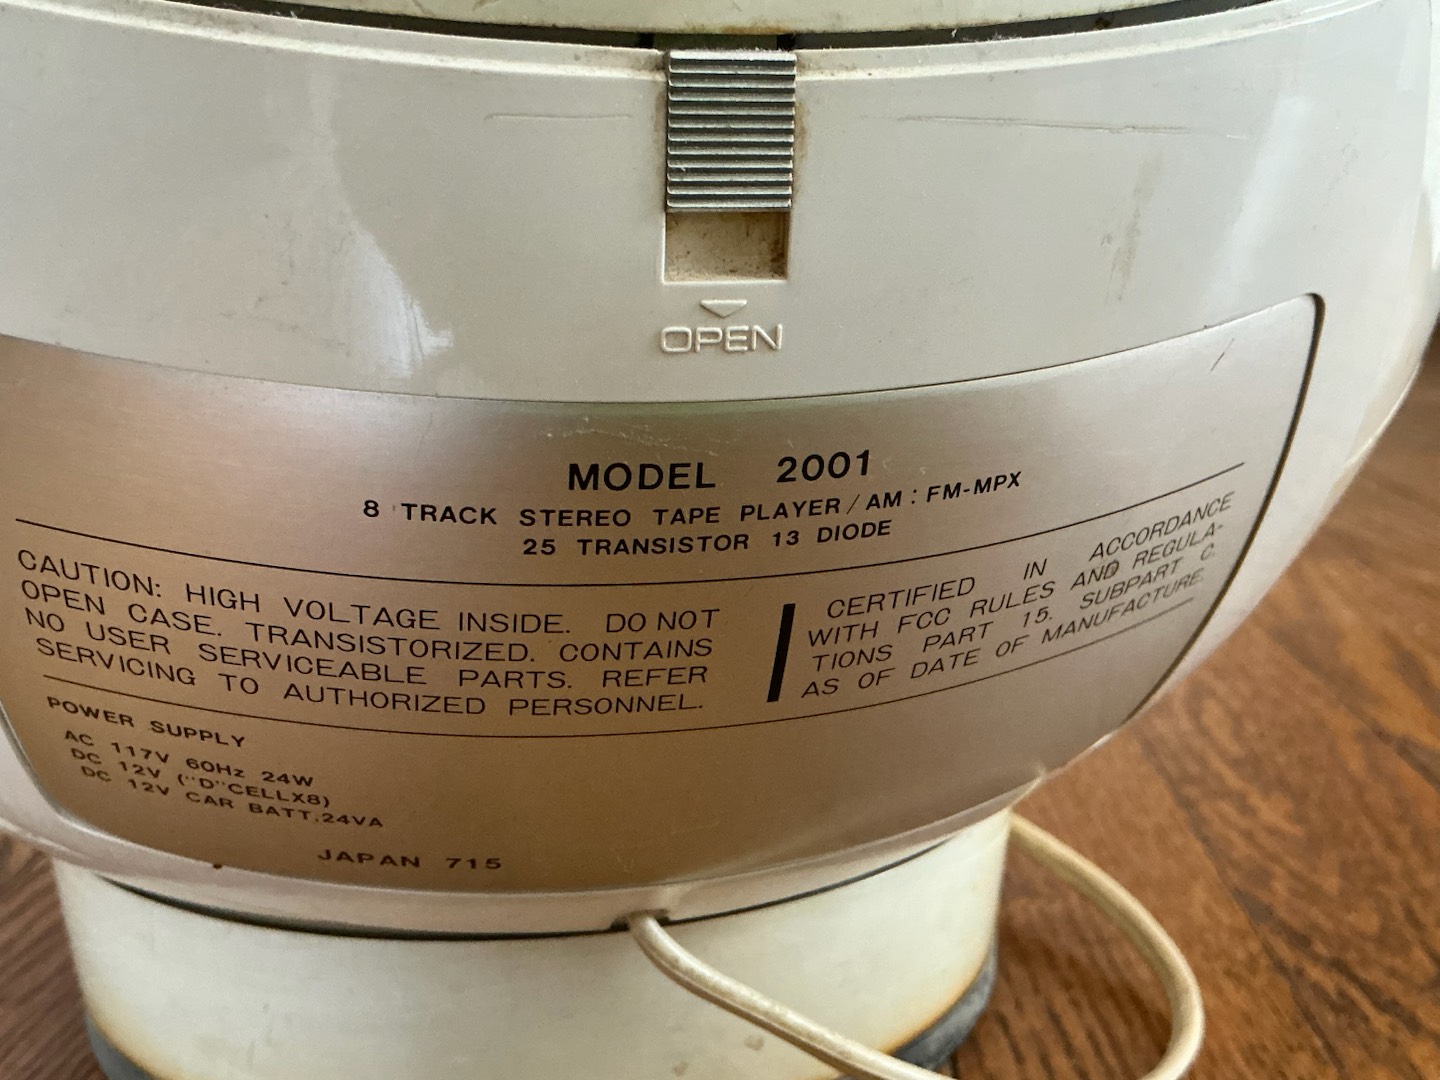 OPEN
MODEL 2001
8 TRACK STEREO TAPE PLAYER / AM : FM-MPX
25 TRANSISTOR 13 DIODE
CAUTION: HIGH VOLTAGE INSIDE. DO NOT
OPEN CASE. TRANSISTORIZED. CONTAINS
NO USER SERVICEABLE PARTS. REFER
SERVICING TO AUTHORIZED PERSONNEL.
CERTIFIED IN ACCORDANCE
WITH FCC RULES AND REGULA-
TIONS PART 15. SUBPART C.
AS OF DATE OF MANUFACTURE.
POWER SUPPLY
AC 117V 60Hz 24W
DC 12V ("D"CELLX8)
DC 12V CAR BATT.24VA
JAPAN 715